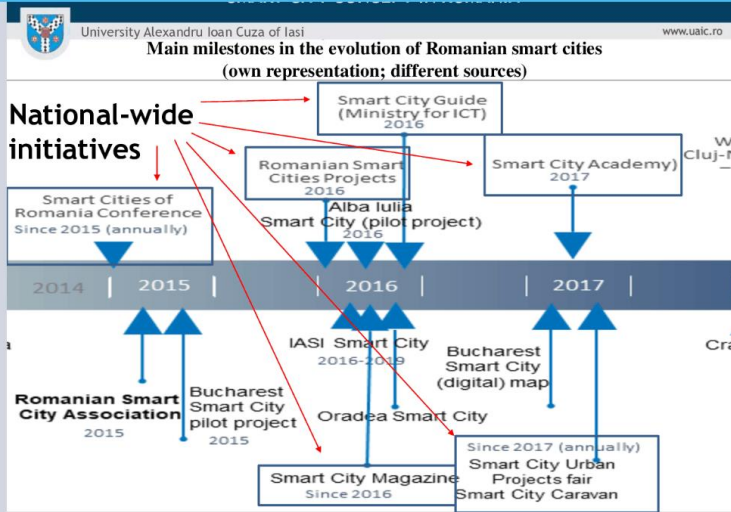 University Alexandru Ioan Cuza of Iasi
www.uaic.ro
Main milestones in the evolution of Romanian smart cities
(own representation; different sources)
National-wide
initiatives
Smart City Guide
(Ministry for ICT)
2016
Romanian Smart
Cities Projects
2016
Smart City Academy)
2017
Smart Cities of
Romania Conference
Since 2015 (annually)
Alba Iulia
Smart City (pilot project)
2016
2014
2015
2016
2017
Romanian Smart
City Association
2015
Bucharest
Smart City
pilot project
2015
IASI Smart City
2016-2019
Oradea Smart City
Bucharest
Smart City
(digital) map
Smart City Magazine
Since 2016
Since 2017 (annually)
Smart City Urban
Projects fair
Smart City Caravan